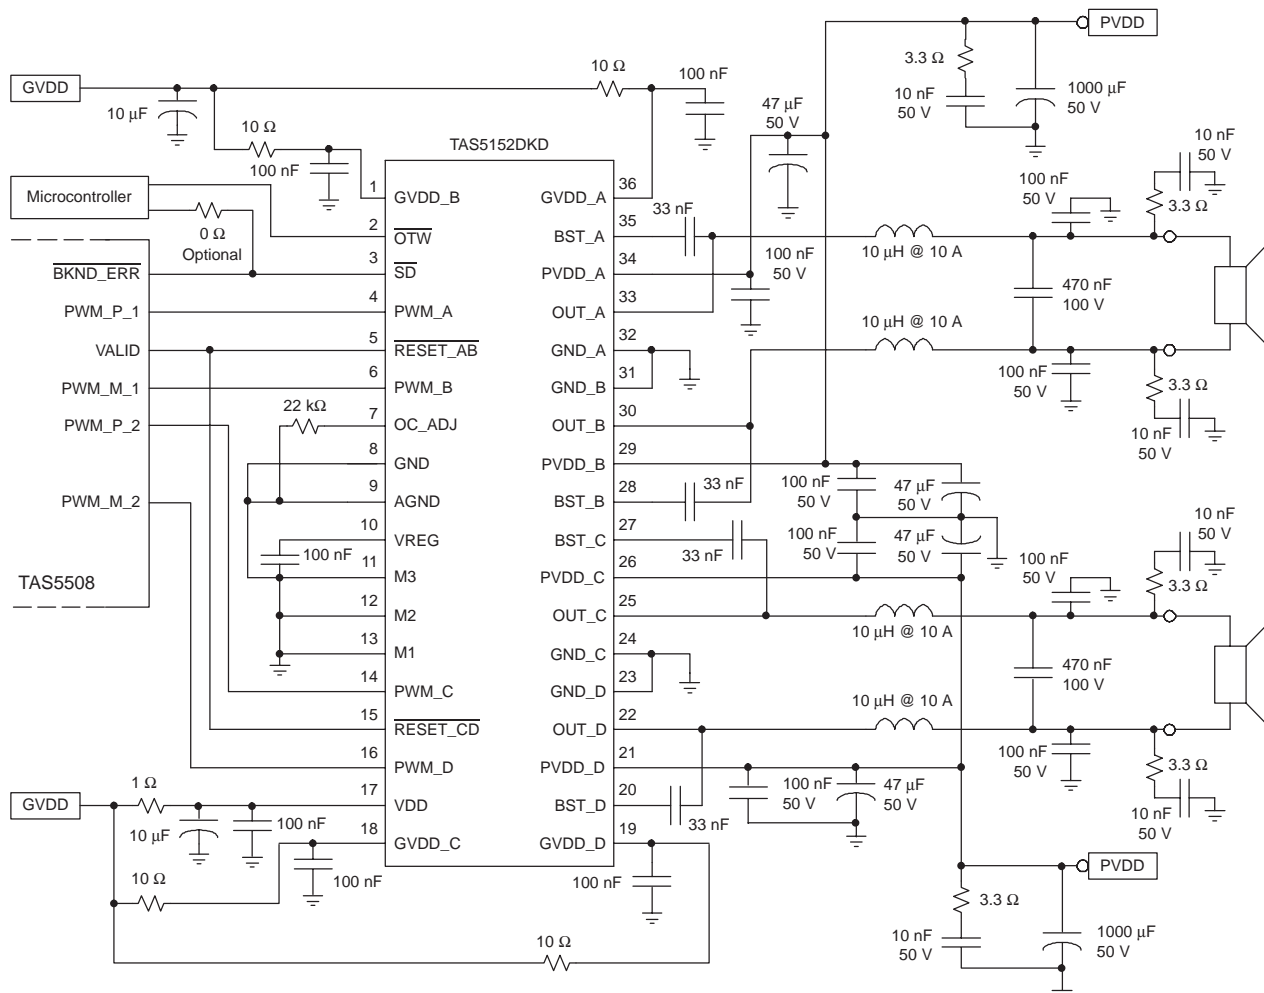 PVDD
3.3 Ω
10 nF
50 V
1000 µF
50 V
GVDD
10 µF
10 Ω
100 nF
10 Ω
100 nF
47 µF
50 V
TAS5152DKD
Microcontroller
0 Ω
Optional
BKND_ERR
PWM_P_1
VALID
PWM_M_1
PWM_P_2
PWM_M_2
TAS5508
1
GVDD_B
2
OTW
3
SD
4
PWM_A
5
RESET_AB
6
PWM_B
22 kΩ
7
OC_ADJ
8
GND
9
AGND
10
VREG
100 nF
11
M3
12
M2
13
M1
14
PWM_C
15
RESET_CD
16
PWM_D
17
VDD
18
GVDD_C
36
GVDD_A
35
BST_A
34
PVDD_A
33
OUT_A
32
GND_A
31
GND_B
30
OUT_B
29
PVDD_B
28
BST_B
27
BST_C
26
PVDD_C
25
OUT_C
24
GND_C
23
GND_D
22
OUT_D
21
PVDD_D
20
BST_D
19
GVDD_D
33 nF
100 nF
50 V
10 µH @ 10 A
10 µH @ 10 A
100 nF
50 V
10 nF
50 V
3.3 Ω
470 nF
100 V
100 nF
50 V
3.3 Ω
10 nF
50 V
33 nF
33 nF
100 nF
50 V
47 µF
50 V
100 nF
50 V
47 µF
50 V
10 µH @ 10 A
10 µH @ 10 A
100 nF
50 V
10 nF
50 V
3.3 Ω
470 nF
100 V
100 nF
50 V
3.3 Ω
10 nF
50 V
33 nF
100 nF
50 V
47 µF
50 V
GVDD
1 Ω
10 µF
100 nF
10 Ω
100 nF
100 nF
10 Ω
PVDD
3.3 Ω
10 nF
50 V
1000 µF
50 V